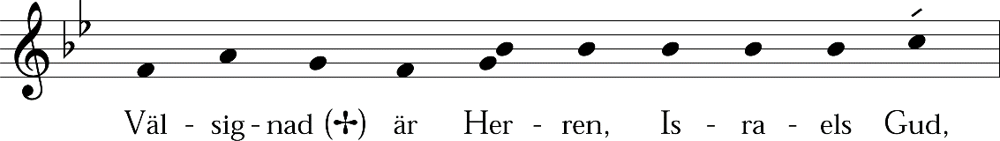 Väl - sig - nad (✢) är Her - ren, Is - ra - els Gud,